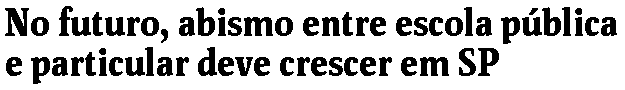 No futuro, abismo entre escola pública
e particular deve crescer em SP